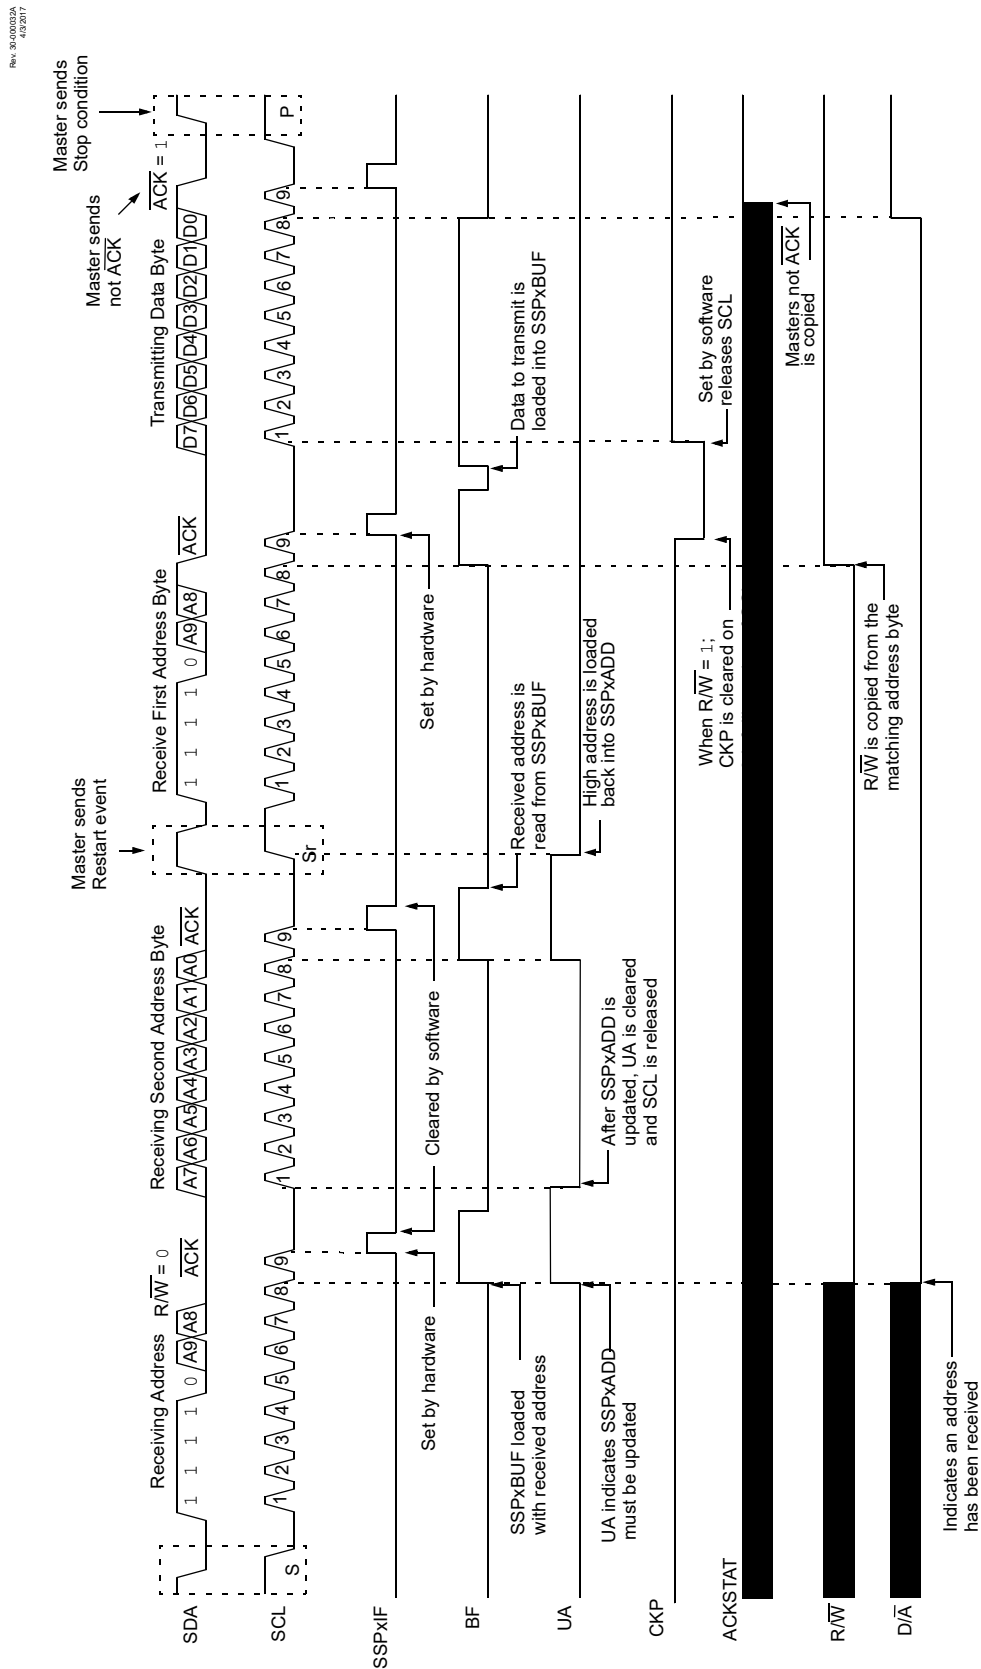 Rev. 30-000032A
4/3/2017
Master sends
Restart event
Master sends
not ACK
Master sends
Stop condition
Receiving Address R/W = 0
Receiving Second Address Byte
Receive First Address Byte
Transmitting Data Byte
ACK = 1
SDA
1 1 1 1 0 A9 A8 ACK
A7 A6 A5 A4 A3 A2 A1 A0 ACK
1 1 1 1 0 A9 A8 ACK
D7 D6 D5 D4 D3 D2 D1 D0
SCL
S
1 2 3 4 5 6 7 8 9
1 2 3 4 5 6 7 8 9
Sr
1 2 3 4 5 6 7 8 9
1 2 3 4 5 6 7 8 9
P
SSPxIF
Set by hardware
Cleared by software
Set by hardware
BF
SSPxBUF loaded
with received address
Received address is
read from SSPxBUF
Data to transmit is
loaded into SSPxBUF
UA
UA indicates SSPxADD
must be updated
After SSPxADD is
updated, UA is cleared
and SCL is released
High address is loaded
back into SSPxADD
CKP
When R/W = 1;
CKP is cleared on
Set by software
releases SCL
ACKSTAT
Masters not ACK
is copied
R/W
R/W is copied from the
matching address byte
D/A
Indicates an address
has been received